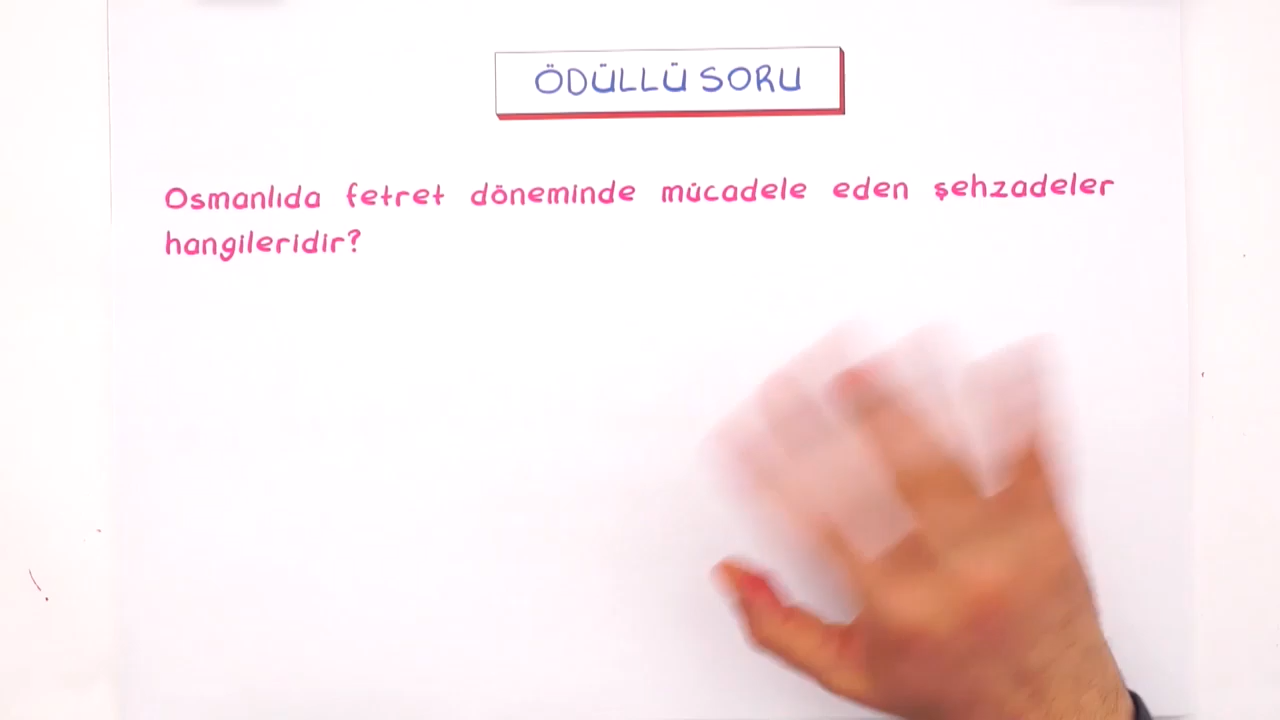 ÖDÜLLÜ SORU
Osmanlıda fetret döneminde mücadele eden şehzadeler
hangileridir?